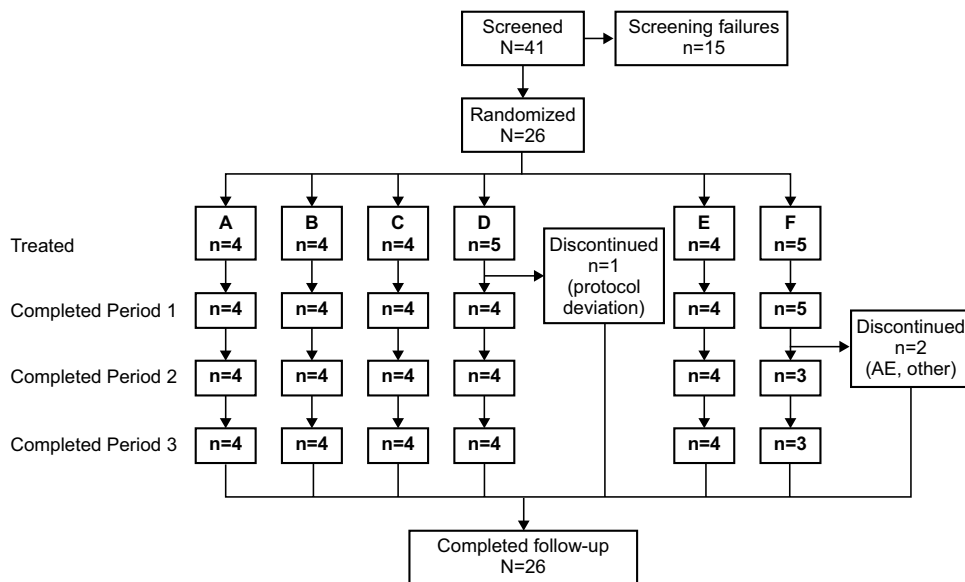 Screened
N=41
Screening failures
n=15
Randomized
N=26
Treated
A
n=4
B
n=4
C
n=4
D
n=5
Discontinued
n=1
(protocol
deviation)
E
n=4
F
n=5
Completed Period 1
n=4
n=4
n=4
n=4
n=4
n=5
Discontinued
n=2
(AE, other)
Completed Period 2
n=4
n=4
n=4
n=4
n=4
n=3
Completed Period 3
n=4
n=4
n=4
n=4
n=4
n=3
Completed follow-up
N=26